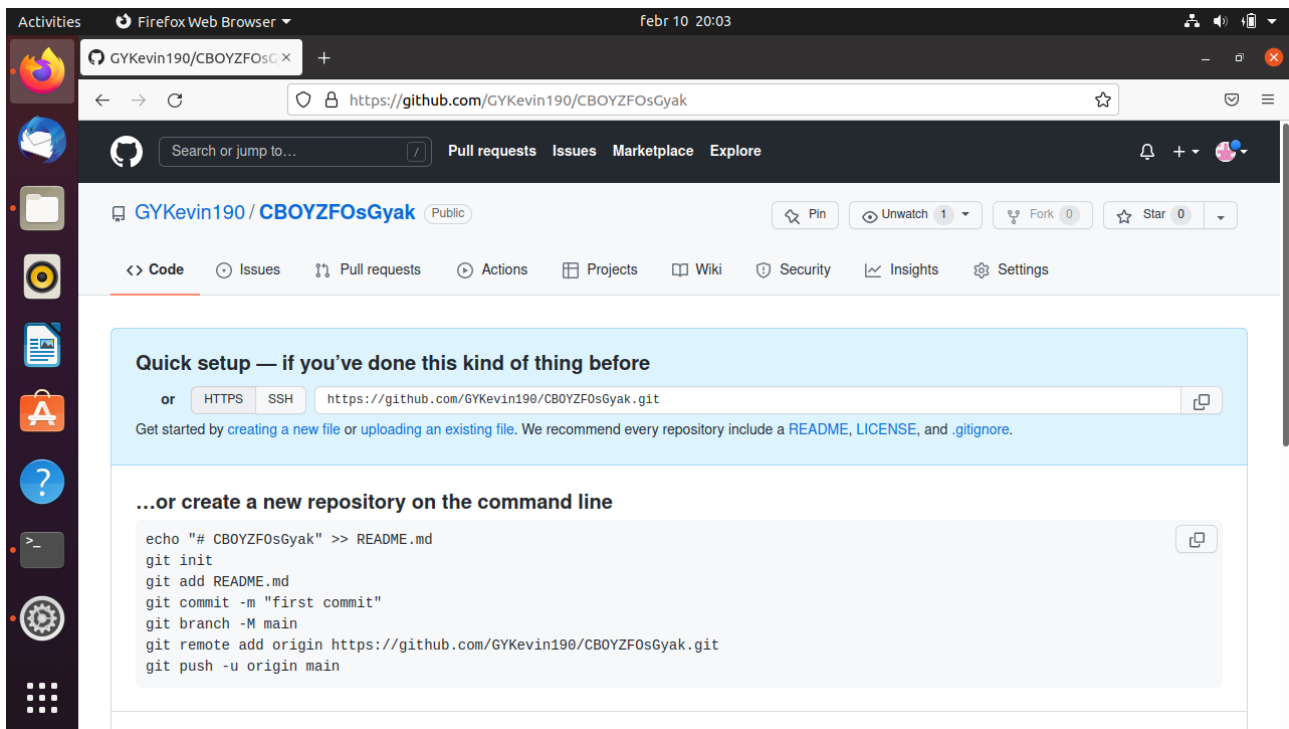 Activities Firefox Web Browser febr 10 20:03
GYKevin190/CBOYZFOsG
https://github.com/GYKevin190/CBOYZFOsGyak
Search or jump to... / Pull requests Issues Marketplace Explore
GYKevin190 / CBOYZFOsGyak Public Pin Unwatch 1 Fork 0 Star 0
<> Code Issues Pull requests Actions Projects Wiki Security Insights Settings
Quick setup — if you've done this kind of thing before
or HTTPS SSH https://github.com/GYKevin190/CBOYZFOsGyak.git
Get started by creating a new file or uploading an existing file. We recommend every repository include a README, LICENSE, and .gitignore.
...or create a new repository on the command line
echo "# CBOYZFOsGyak" >> README.md
git init
git add README.md
git commit -m "first commit"
git branch -M main
git remote add origin https://github.com/GYKevin190/CBOYZFOsGyak.git
git push -u origin main